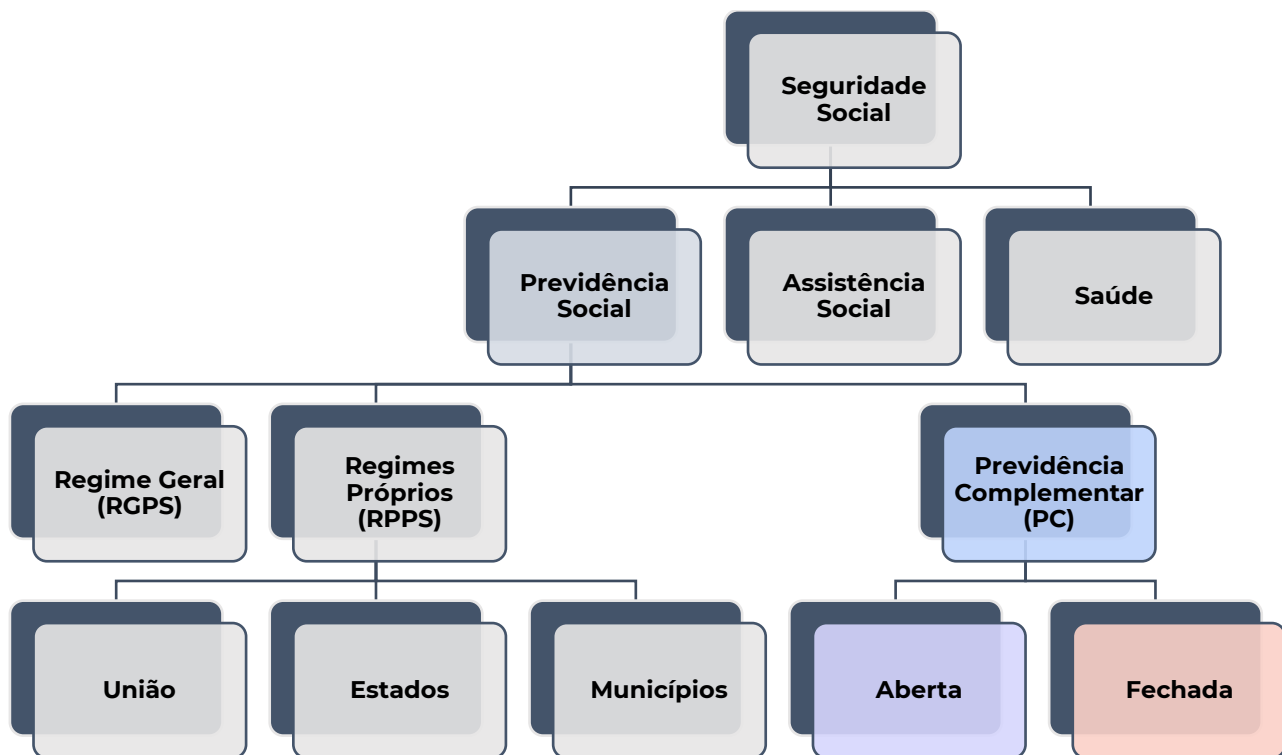 Seguridade
Social
Previdência
Social
Assistência
Social
Saúde
Regime Geral
(RGPS)
Regimes
Próprios
(RPPS)
Previdência
Complementar
(PC)
União
Estados
Municípios
Aberta
Fechada